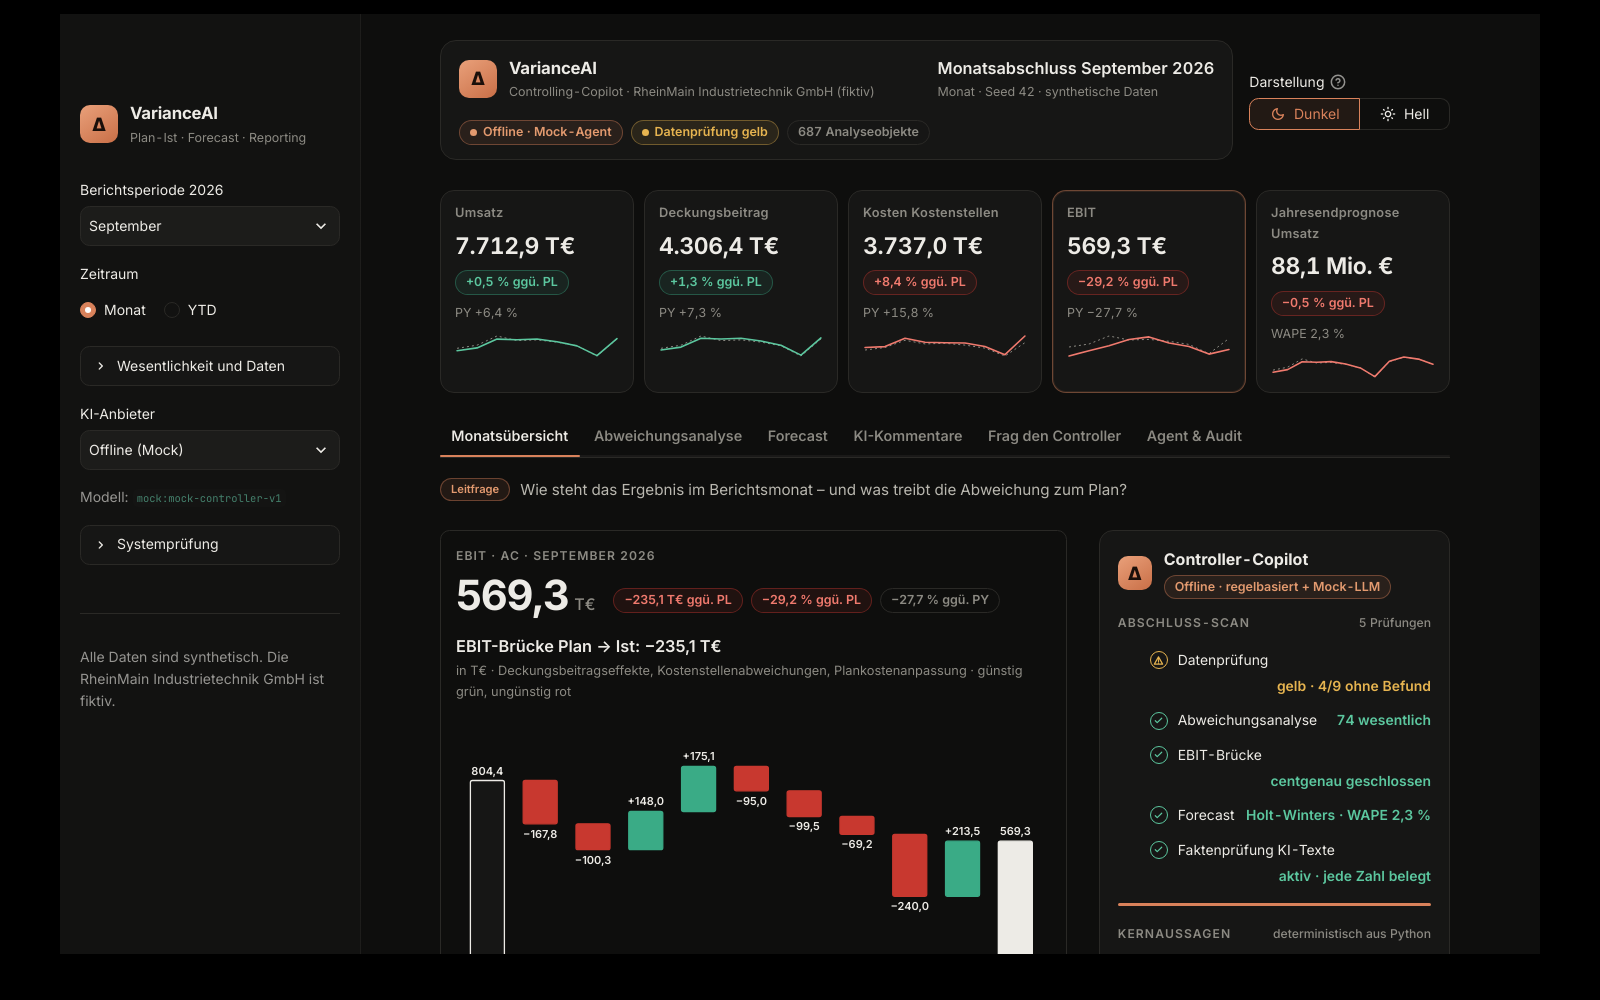 Δ
VarianceAI
Plan-Ist · Forecast · Reporting
Berichtsperiode 2026
September
Zeitraum
Monat
YTD
Wesentlichkeit und Daten
KI-Anbieter
Offline (Mock)
Modell: mock:mock-controller-v1
Systemprüfung
Alle Daten sind synthetisch. Die
RheinMain Industrietechnik GmbH ist
fiktiv.
Δ
VarianceAI
Controlling-Copilot · RheinMain Industrietechnik GmbH (fiktiv)
Monatsabschluss September 2026
Monat · Seed 42 · synthetische Daten
Offline · Mock-Agent
Datenprüfung gelb
687 Analyseobjekte
Darstellung ?
Dunkel
Hell
Umsatz
7.712,9 T€
+0,5 % ggü. PL
PY +6,4 %
Deckungsbeitrag
4.306,4 T€
+1,3 % ggü. PL
PY +7,3 %
Kosten Kostenstellen
3.737,0 T€
+8,4 % ggü. PL
PY +15,8 %
EBIT
569,3 T€
−29,2 % ggü. PL
PY −27,7 %
Jahresendprognose
Umsatz
88,1 Mio. €
−0,5 % ggü. PL
WAPE 2,3 %
Monatsübersicht
Abweichungsanalyse
Forecast
KI-Kommentare
Frag den Controller
Agent & Audit
Leitfrage
Wie steht das Ergebnis im Berichtsmonat – und was treibt die Abweichung zum Plan?
EBIT · AC · SEPTEMBER 2026
569,3 T€
−235,1 T€ ggü. PL
−29,2 % ggü. PL
−27,7 % ggü. PY
EBIT-Brücke Plan → Ist: −235,1 T€
in T€ · Deckungsbeitragseffekte, Kostenstellenabweichungen, Plankostenanpassung · günstig
grün, ungünstig rot
804,4
−167,8
−100,3
+148,0
+175,1
−95,0
−99,5
−69,2
−240,0
+213,5
569,3
Δ
Controller-Copilot
Offline · regelbasiert + Mock-LLM
ABSCHLUSS-SCAN
5 Prüfungen
Datenprüfung
gelb · 4/9 ohne Befund
Abweichungsanalyse
74 wesentlich
EBIT-Brücke
centgenau geschlossen
Forecast
Holt-Winters · WAPE 2,3 %
Faktenprüfung KI-Texte
aktiv · jede Zahl belegt
KERNAUSSAGEN
deterministisch aus Python